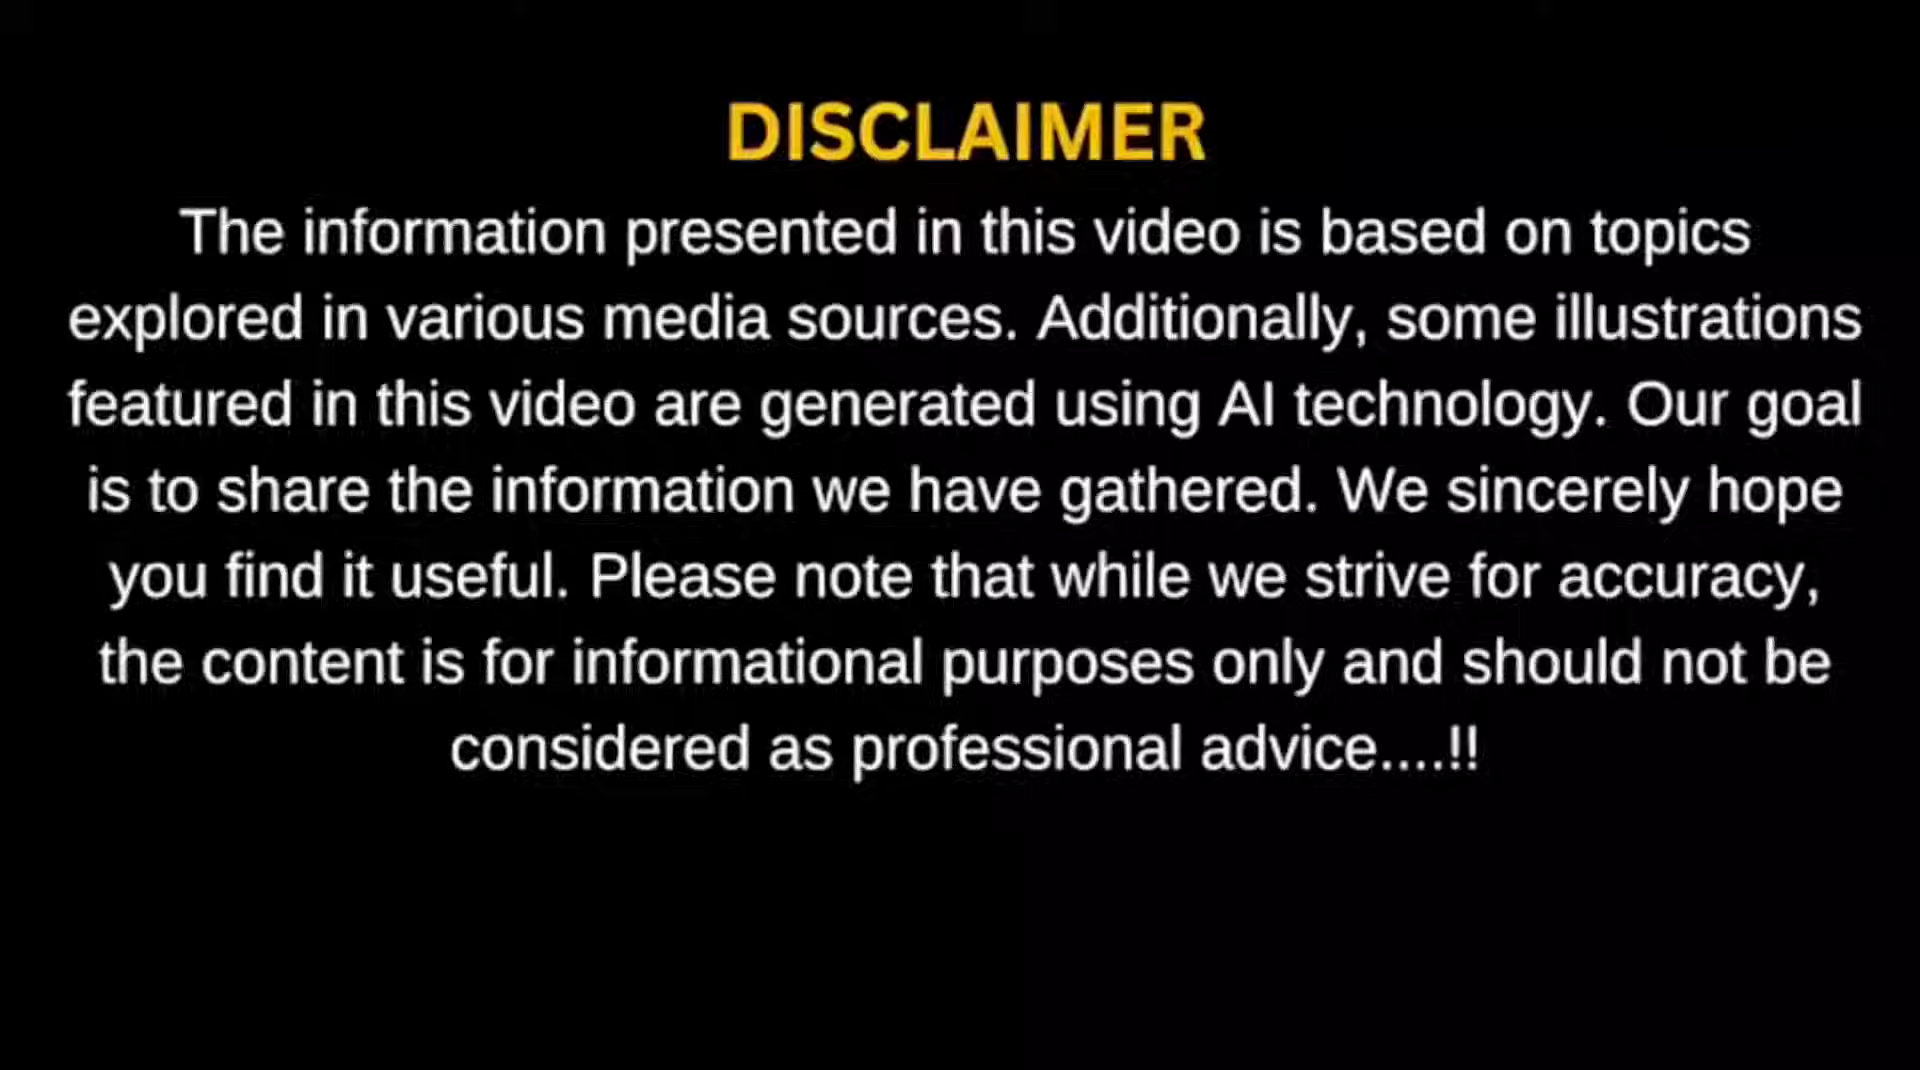 DISCLAIMER
The information presented in this video is based on topics
explored in various media sources. Additionally, some illustrations
featured in this video are generated using AI technology. Our goal
is to share the information we have gathered. We sincerely hope
you find it useful. Please note that while we strive for accuracy,
the content is for informational purposes only and should not be
considered as professional advice....!!